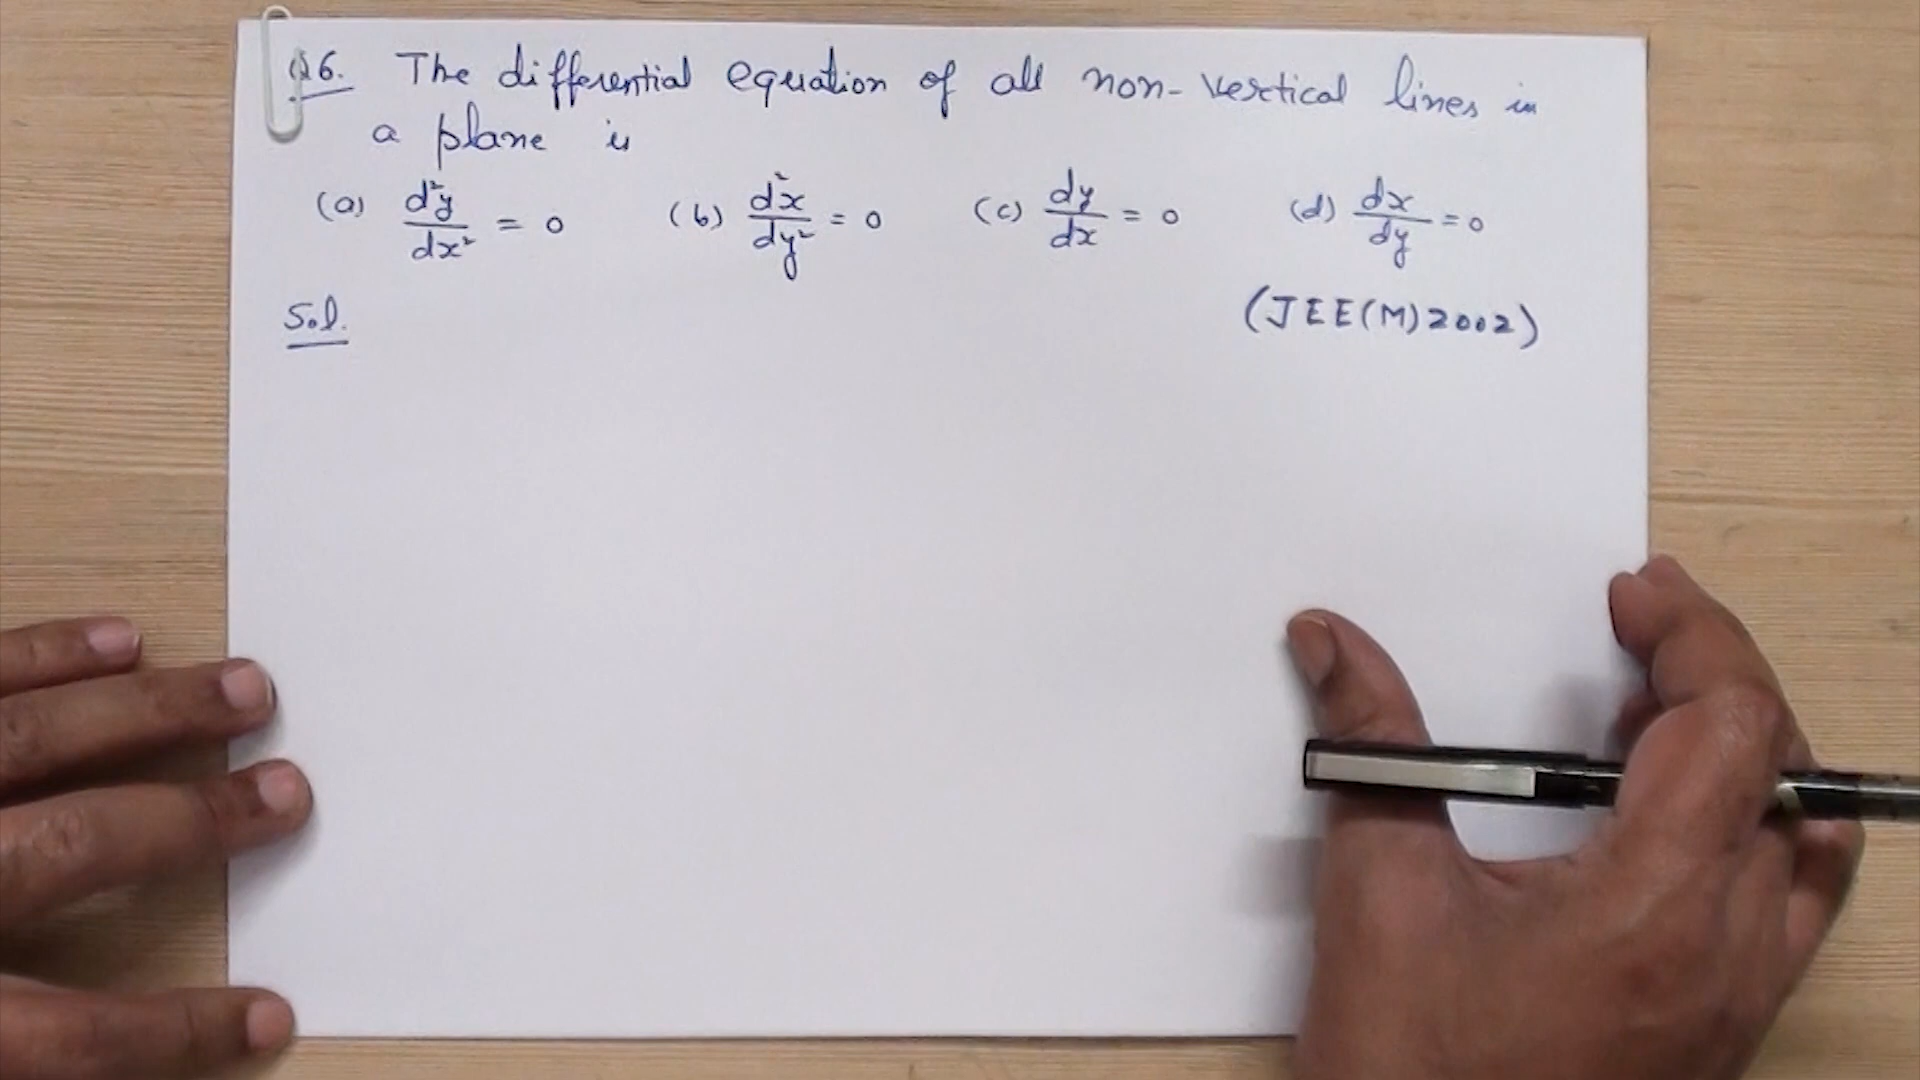 Q6. The differential equation of all non-vertical lines in
a plane is
(a) d²y/dx² = 0 (b) d²x/dy² = 0 (c) dy/dx = 0 (d) dx/dy = 0
(JEE(M)2002)
Sol.